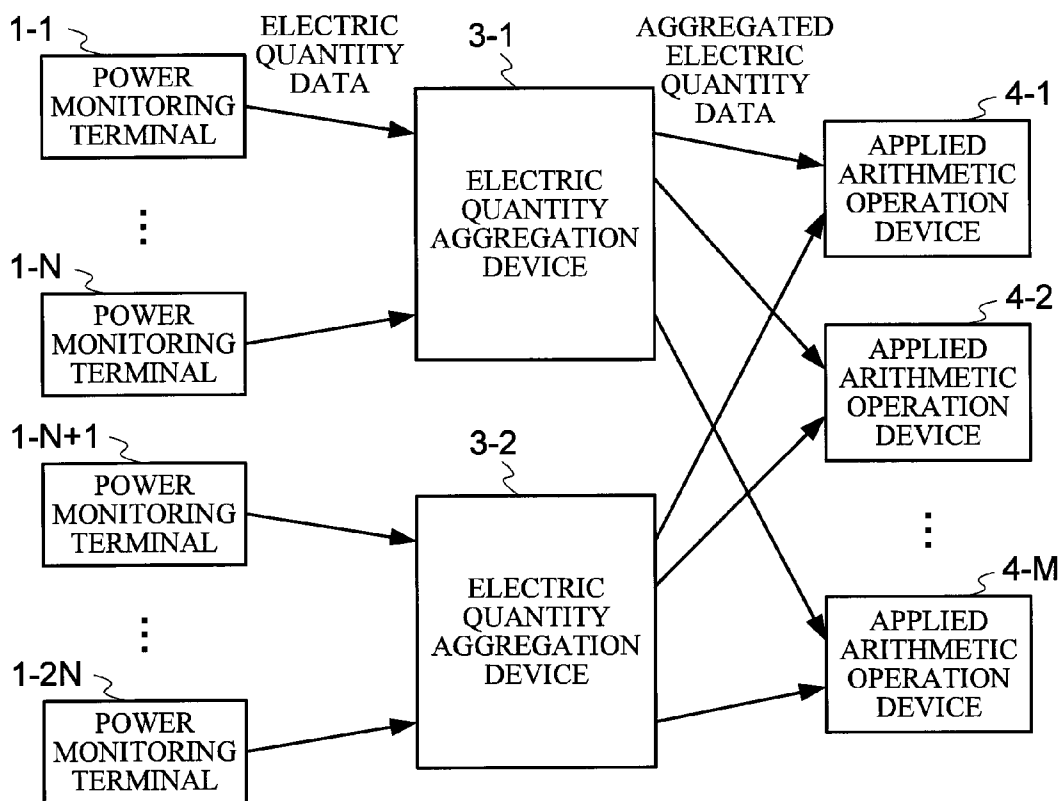 1-1
POWER
MONITORING
TERMINAL
ELECTRIC
QUANTITY
DATA
3-1
ELECTRIC
QUANTITY
AGGREGATION
DEVICE
AGGREGATED
ELECTRIC
QUANTITY
DATA
4-1
APPLIED
ARITHMETIC
OPERATION
DEVICE
1-N
POWER
MONITORING
TERMINAL
4-2
APPLIED
ARITHMETIC
OPERATION
DEVICE
1-N+1
POWER
MONITORING
TERMINAL
3-2
ELECTRIC
QUANTITY
AGGREGATION
DEVICE
4-M
APPLIED
ARITHMETIC
OPERATION
DEVICE
1-2N
POWER
MONITORING
TERMINAL